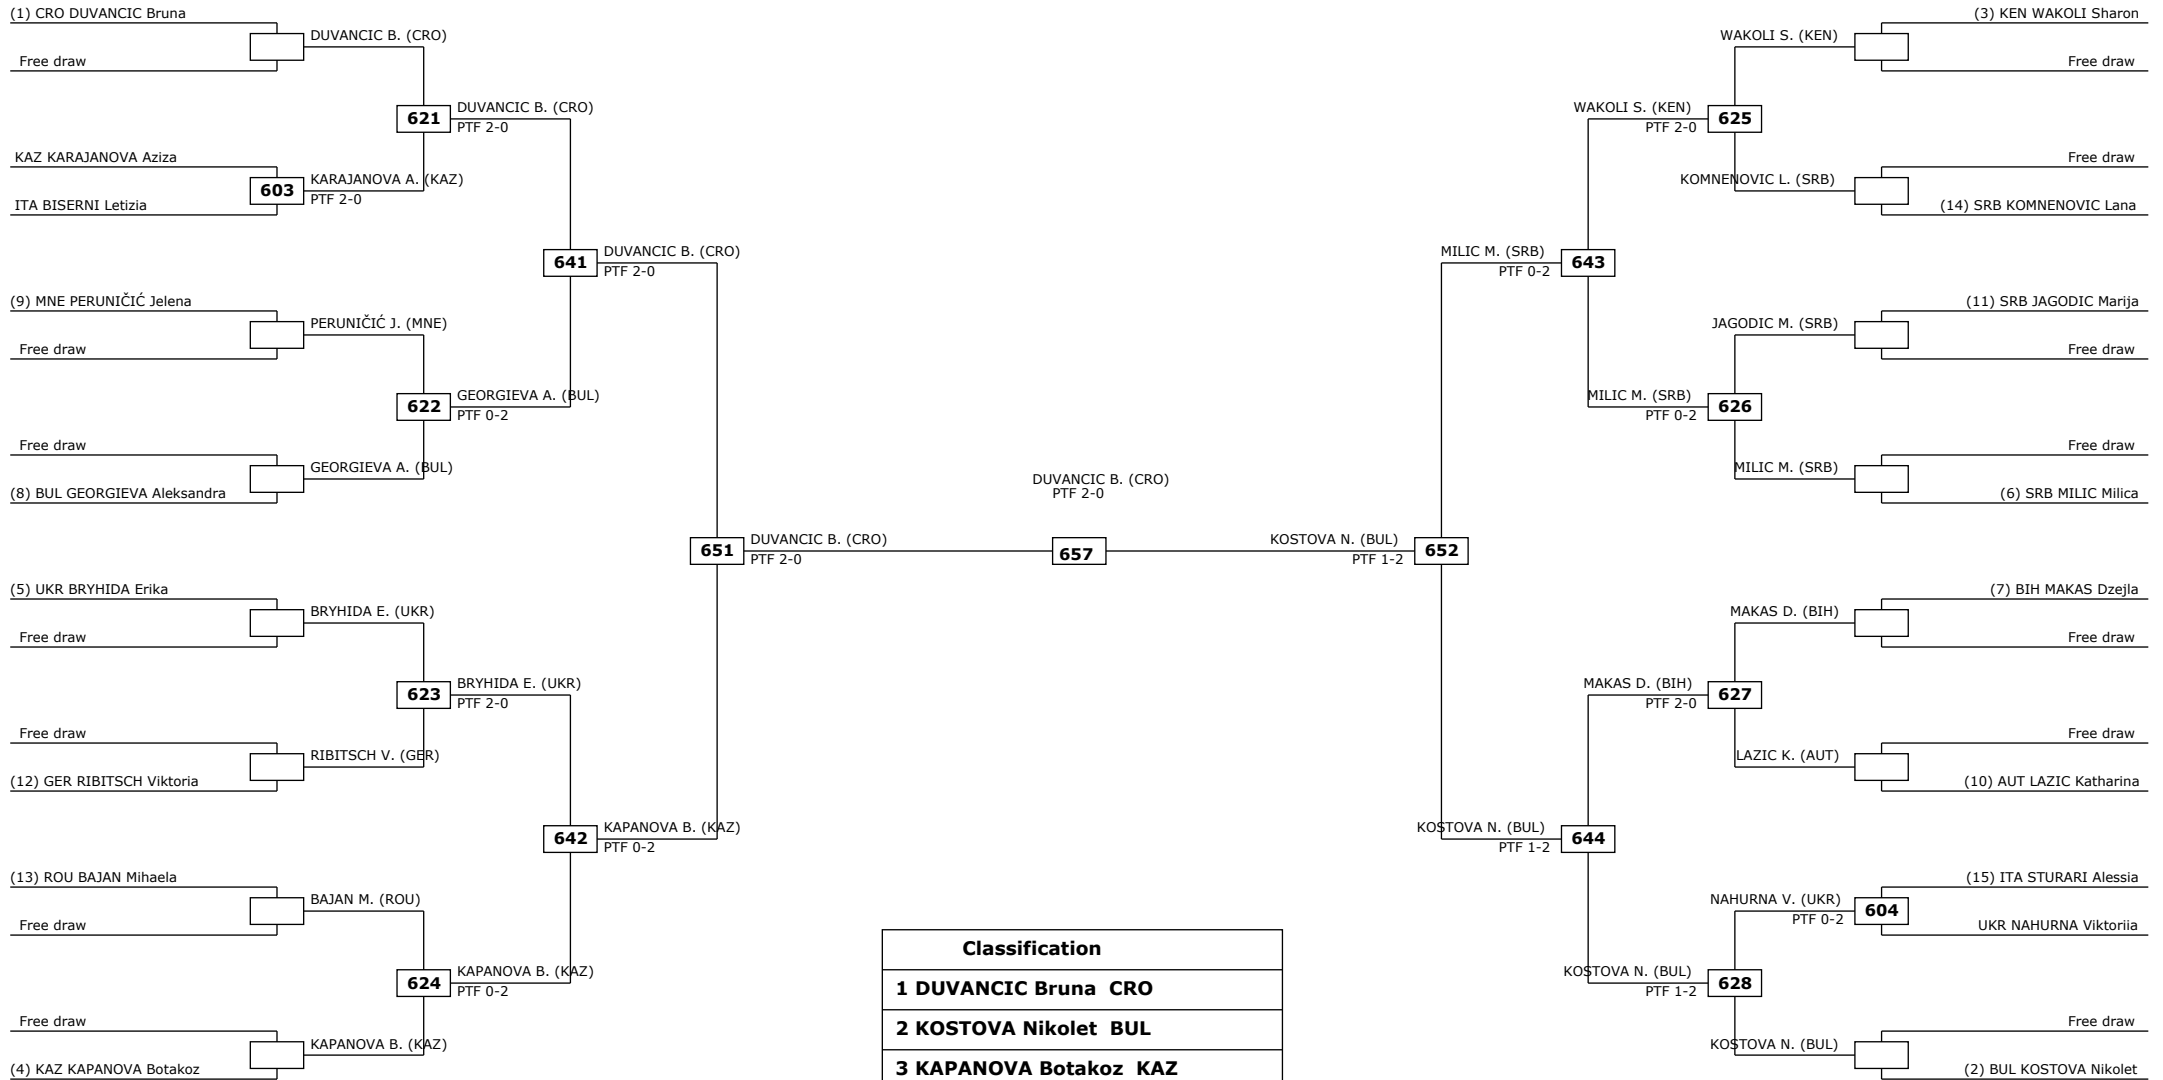 (1) CRO DUVANCIC Bruna
Free draw
DUVANCIC B. (CRO)
621
DUVANCIC B. (CRO)
PTF 2-0
KAZ KARAJANOVA Aziza
603
KARAJANOVA A. (KAZ)
PTF 2-0
ITA BISERNI Letizia
641
DUVANCIC B. (CRO)
PTF 2-0
(9) MNE PERUNIČIĆ Jelena
Free draw
PERUNIČIĆ J. (MNE)
622
GEORGIEVA A. (BUL)
PTF 0-2
Free draw
GEORGIEVA A. (BUL)
(8) BUL GEORGIEVA Aleksandra
651
DUVANCIC B. (CRO)
PTF 2-0
(5) UKR BRYHIDA Erika
Free draw
BRYHIDA E. (UKR)
623
BRYHIDA E. (UKR)
PTF 2-0
Free draw
RIBITSCH V. (GER)
(12) GER RIBITSCH Viktoria
642
KAPANOVA B. (KAZ)
PTF 0-2
(13) ROU BAJAN Mihaela
Free draw
BAJAN M. (ROU)
624
KAPANOVA B. (KAZ)
PTF 0-2
Free draw
KAPANOVA B. (KAZ)
(4) KAZ KAPANOVA Botakoz
DUVANCIC B. (CRO)
PTF 2-0
657
Classification
1 DUVANCIC Bruna CRO
2 KOSTOVA Nikolet BUL
3 KAPANOVA Botakoz KAZ
(3) KEN WAKOLI Sharon
WAKOLI S. (KEN)
Free draw
WAKOLI S. (KEN)
PTF 2-0
625
Free draw
KOMNENOVIC L. (SRB)
(14) SRB KOMNENOVIC Lana
MILIC M. (SRB)
PTF 0-2
643
(11) SRB JAGODIC Marija
JAGODIC M. (SRB)
Free draw
MILIC M. (SRB)
PTF 0-2
626
Free draw
MILIC M. (SRB)
(6) SRB MILIC Milica
KOSTOVA N. (BUL)
PTF 1-2
652
(7) BIH MAKAS Dzejla
MAKAS D. (BIH)
Free draw
MAKAS D. (BIH)
PTF 2-0
627
Free draw
LAZIC K. (AUT)
(10) AUT LAZIC Katharina
KOSTOVA N. (BUL)
PTF 1-2
644
(15) ITA STURARI Alessia
NAHURNA V. (UKR)
PTF 0-2
604
UKR NAHURNA Viktoriia
KOSTOVA N. (BUL)
PTF 1-2
628
Free draw
KOSTOVA N. (BUL)
(2) BUL KOSTOVA Nikolet